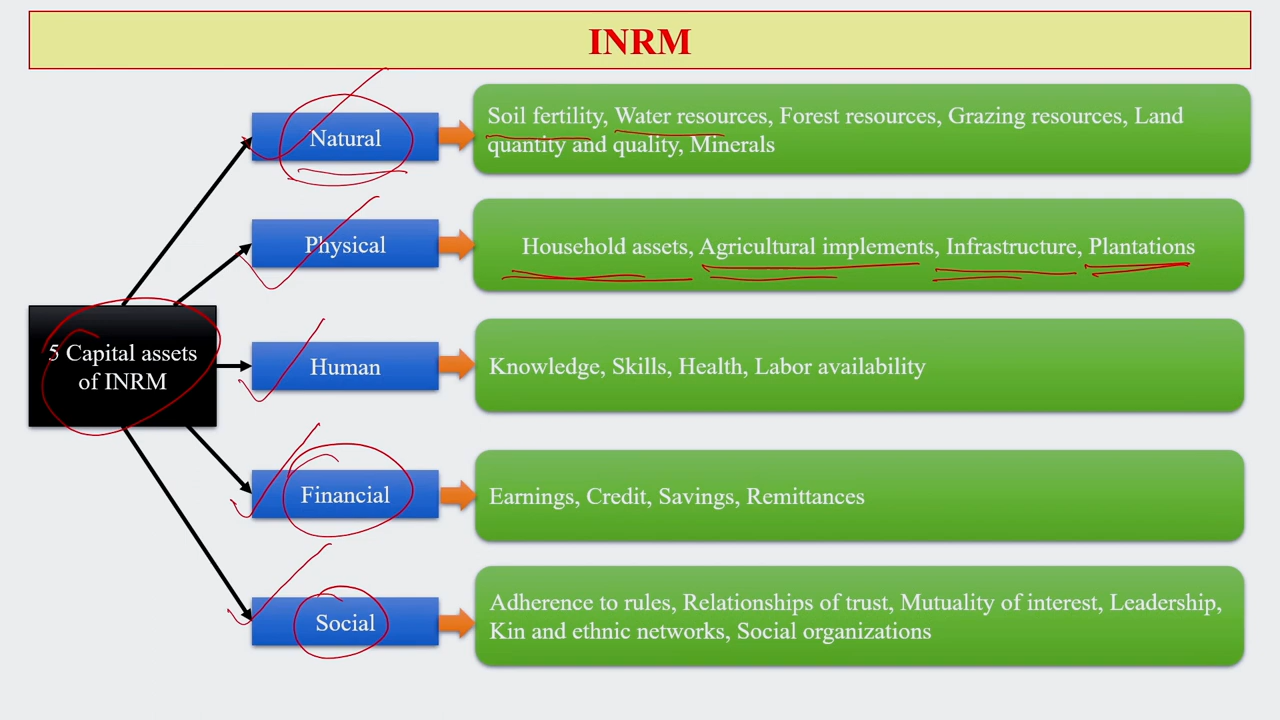 INRM
Natural
Soil fertility, Water resources, Forest resources, Grazing resources, Land
quantity and quality, Minerals
Physical
Household assets, Agricultural implements, Infrastructure, Plantations
5 Capital assets
of INRM
Human
Knowledge, Skills, Health, Labor availability
Financial
Earnings, Credit, Savings, Remittances
Social
Adherence to rules, Relationships of trust, Mutuality of interest, Leadership,
Kin and ethnic networks, Social organizations